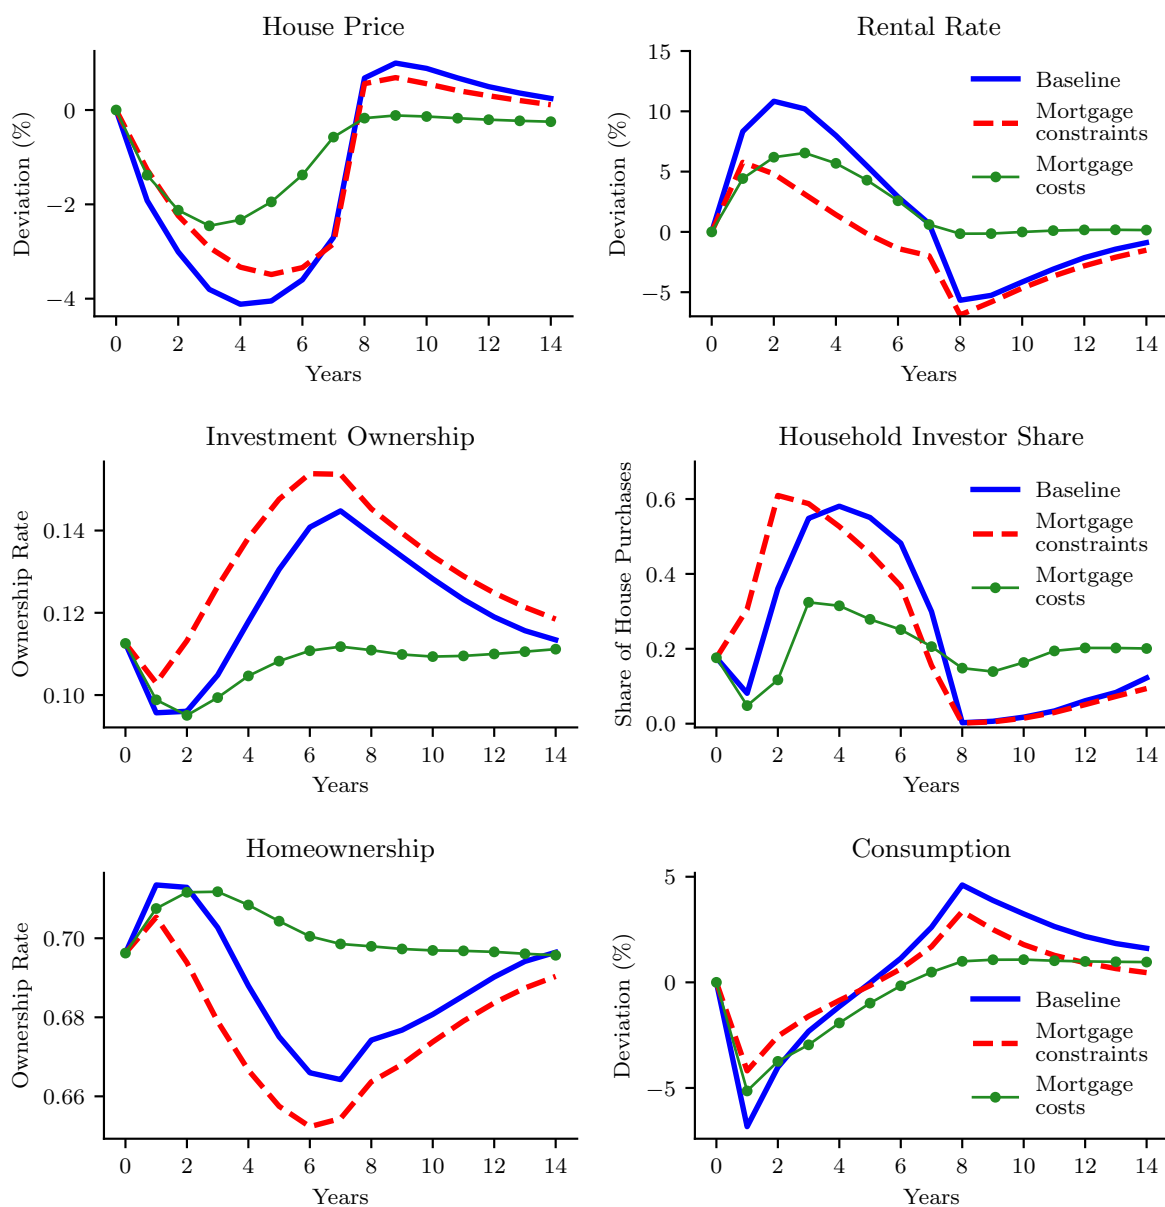 House Price
Deviation (%)
0
−2
−4
0 2 4 6 8 10 12 14
Years
Rental Rate
Deviation (%)
15
10
5
0
−5
0 2 4 6 8 10 12 14
Years
Baseline
Mortgage
constraints
Mortgage
costs
Investment Ownership
Ownership Rate
0.14
0.12
0.10
0 2 4 6 8 10 12 14
Years
Household Investor Share
Share of House Purchases
0.6
0.4
0.2
0.0
0 2 4 6 8 10 12 14
Years
Baseline
Mortgage
constraints
Mortgage
costs
Homeownership
Ownership Rate
0.70
0.68
0.66
0 2 4 6 8 10 12 14
Years
Consumption
Deviation (%)
5
0
−5
0 2 4 6 8 10 12 14
Years
Baseline
Mortgage
constraints
Mortgage
costs